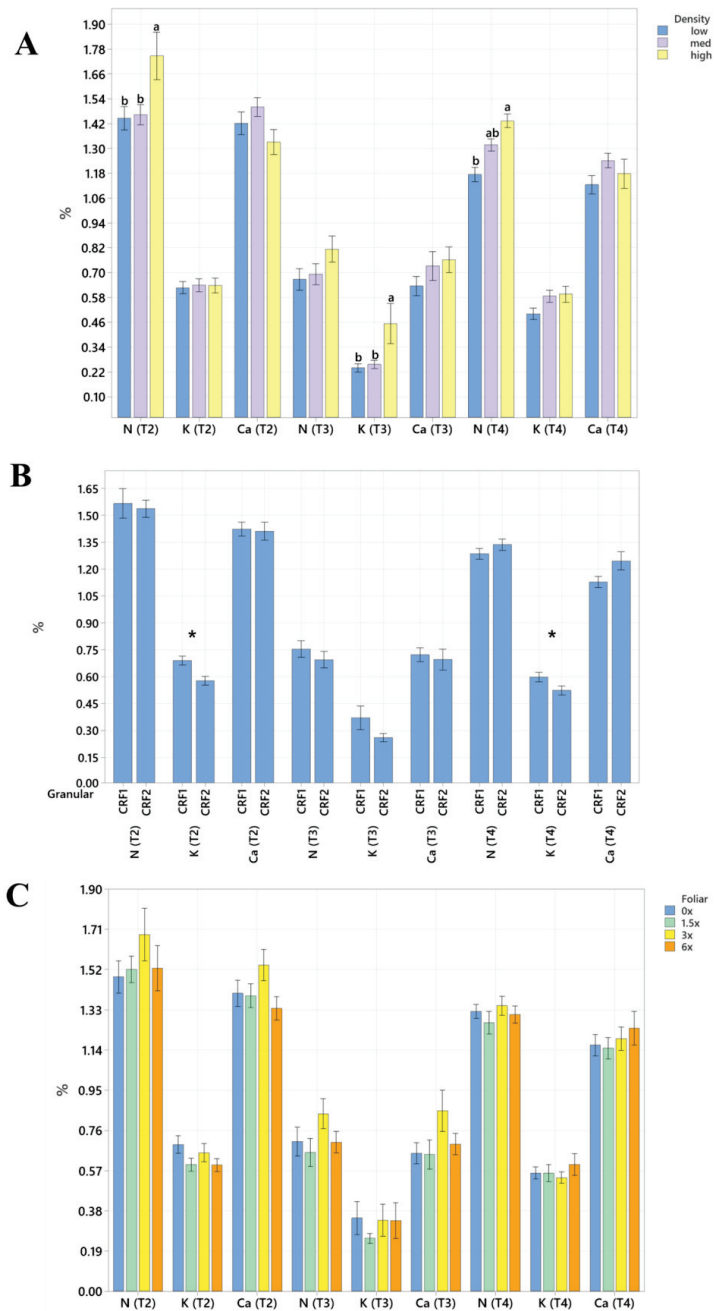 A
1.90
1.78
1.66
1.54
1.42
1.30
1.18
1.06
0.94
0.82
0.70
0.58
0.46
0.34
0.22
0.10
%
b b a
b b a
b ab a
N (T2) K (T2) Ca (T2) N (T3) K (T3) Ca (T3) N (T4) K (T4) Ca (T4)
Density
low
med
high
B
1.65
1.50
1.35
1.20
1.05
0.90
0.75
0.60
0.45
0.30
0.15
0.00
%
* *
Granular CRF1 CRF2 CRF1 CRF2 CRF1 CRF2 CRF1 CRF2 CRF1 CRF2 CRF1 CRF2 CRF1 CRF2 CRF1 CRF2 CRF1 CRF2
N (T2) K (T2) Ca (T2) N (T3) K (T3) Ca (T3) N (T4) K (T4) Ca (T4)
C
1.90
1.71
1.52
1.33
1.14
0.95
0.76
0.57
0.38
0.19
0.00
%
N (T2) K (T2) Ca (T2) N (T3) K (T3) Ca (T3) N (T4) K (T4) Ca (T4)
Foliar
0x
1.5x
3x
6x